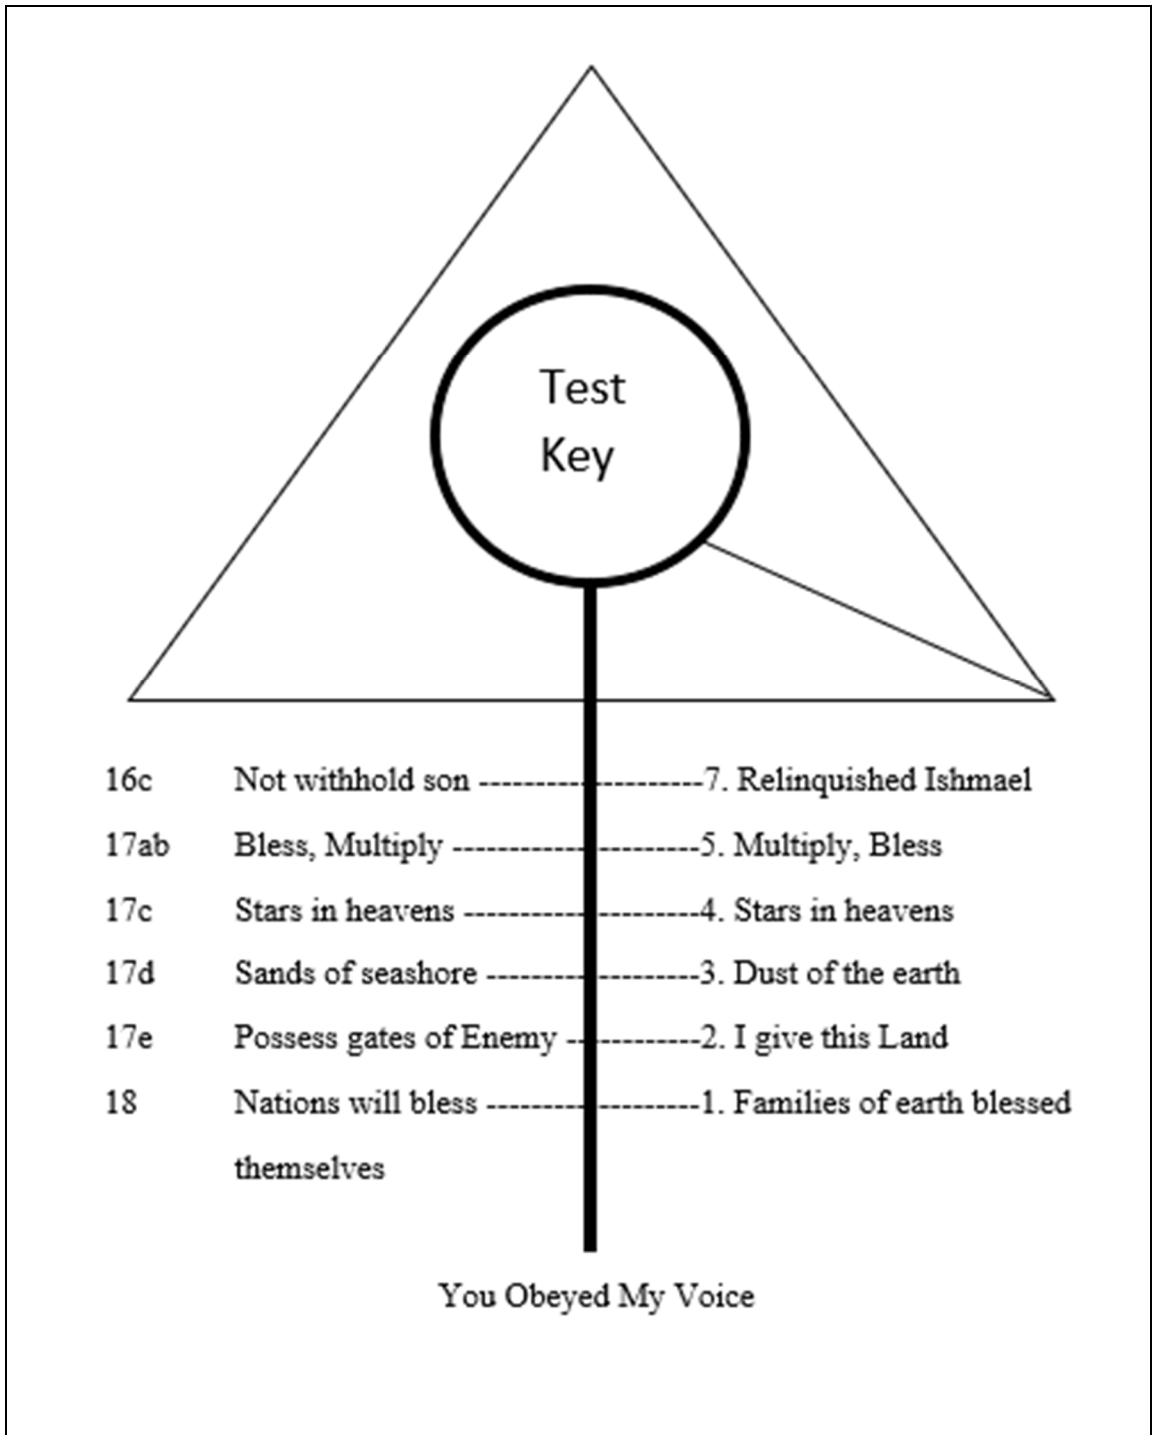 Test
Key
16c Not withhold son ----------------------7. Relinquished Ishmael
17ab Bless, Multiply ------------------------5. Multiply, Bless
17c Stars in heavens -----------------------4. Stars in heavens
17d Sands of seashore ---------------------3. Dust of the earth
17e Possess gates of Enemy -------------2. I give this Land
18 Nations will bless ---------------------1. Families of earth blessed
themselves
You Obeyed My Voice